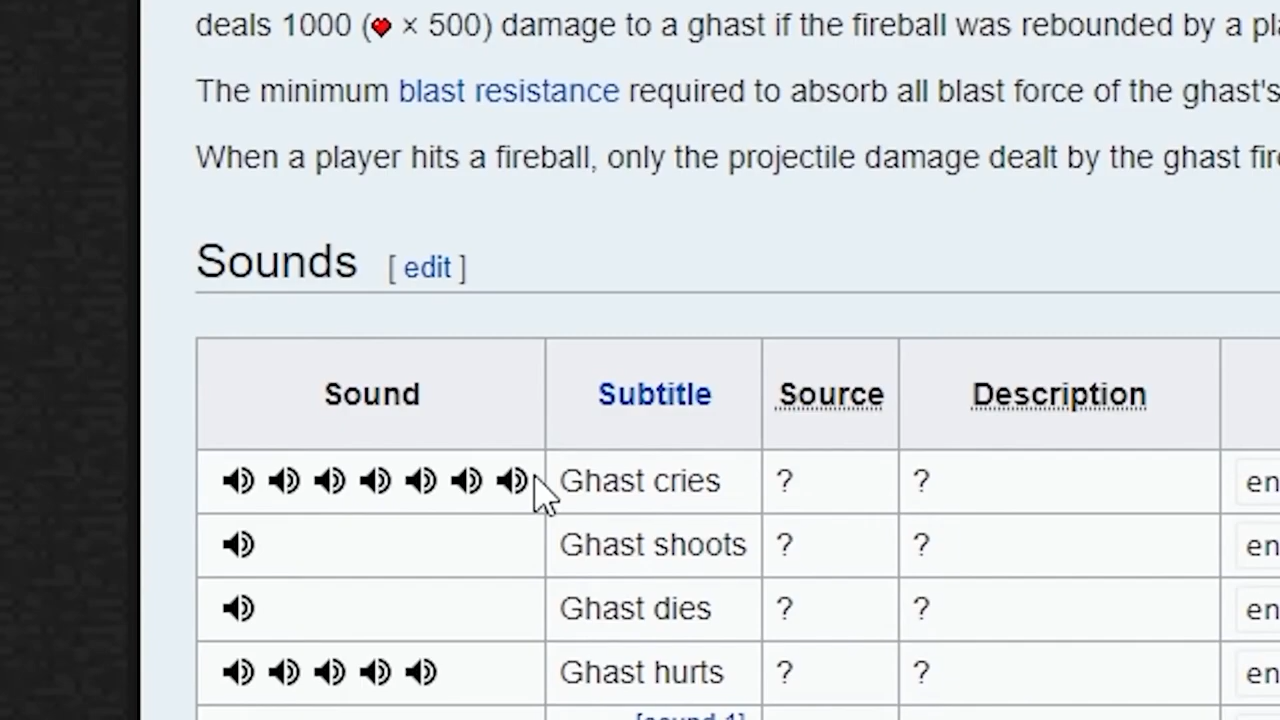 deals 1000 ( × 500) damage to a ghast if the fireball was rebounded by a
The minimum blast resistance required to absorb all blast force of the ghast's
When a player hits a fireball, only the projectile damage dealt by the ghast
Sounds [ edit ]
Sound Subtitle Source Description
Ghast cries ? ? en
Ghast shoots ? ? en
Ghast dies ? ? en
Ghast hurts ? ? en
[sound 1]